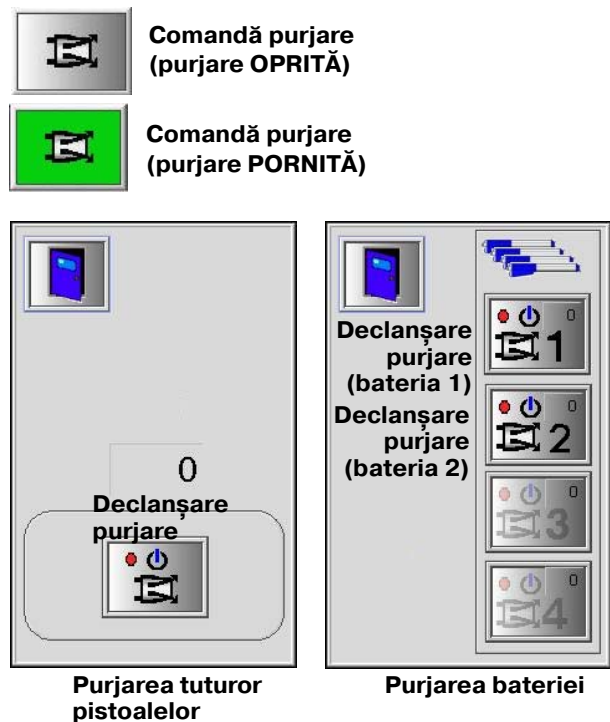 Comandă purjare
(purjare OPRITĂ)
Comandă purjare
(purjare PORNITĂ)
0
Declanșare
purjare
Purjarea tuturor
pistoalelor
Declanșare
purjare
(bateria 1)
Declanșare
purjare
(bateria 2)
0
1
0
2
0
3
0
4
Purjarea bateriei